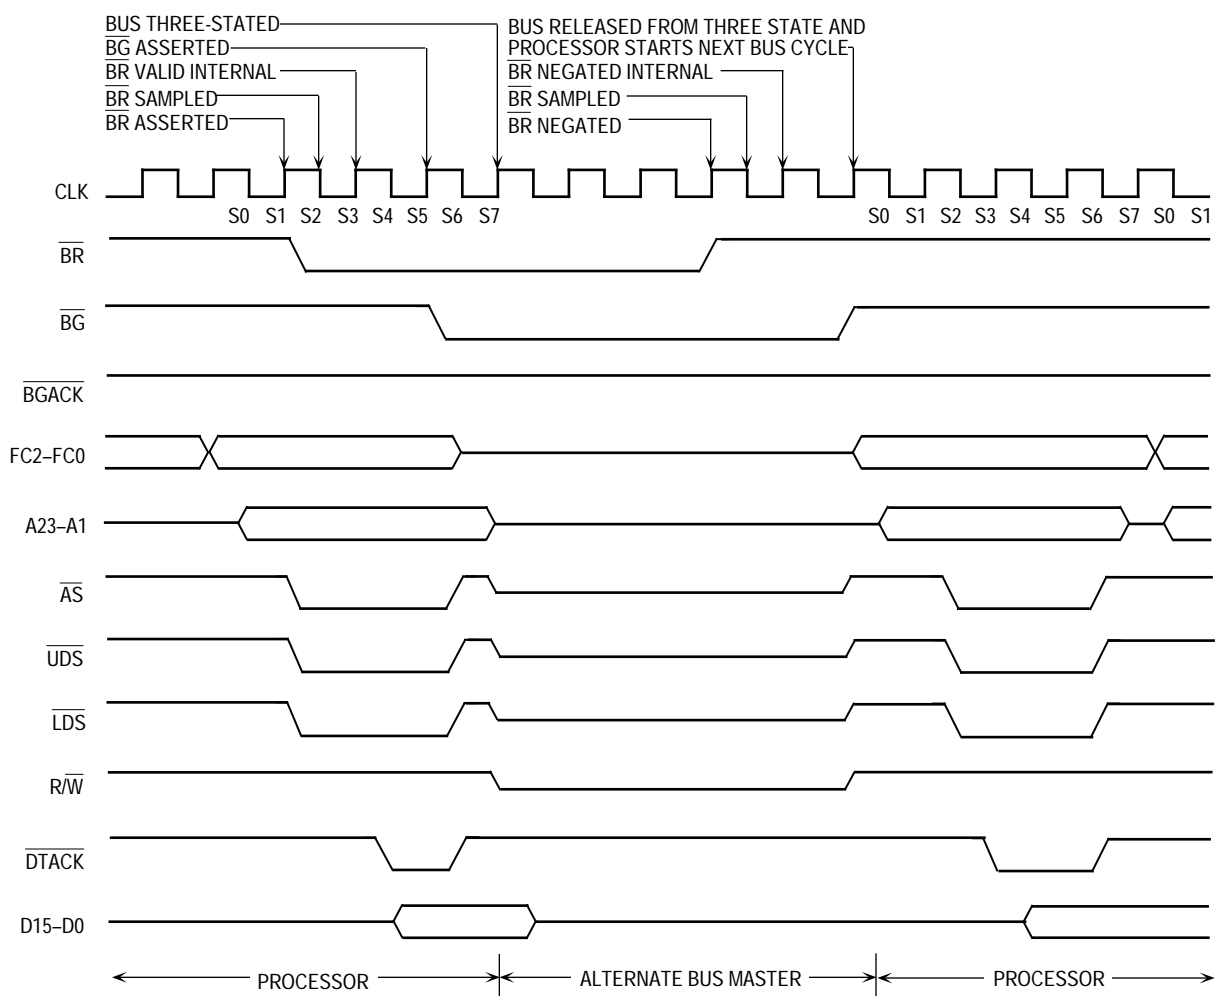 BUS THREE-STATED
BG ASSERTED
BR VALID INTERNAL
BR SAMPLED
BR ASSERTED
BUS RELEASED FROM THREE STATE AND
PROCESSOR STARTS NEXT BUS CYCLE
BR NEGATED INTERNAL
BR SAMPLED
BR NEGATED
CLK
S0 S1 S2 S3 S4 S5 S6 S7 S0 S1 S2 S3 S4 S5 S6 S7 S0 S1
BR
BG
BGACK
FC2–FC0
A23–A1
AS
UDS
LDS
R/W
DTACK
D15–D0
PROCESSOR ALTERNATE BUS MASTER PROCESSOR